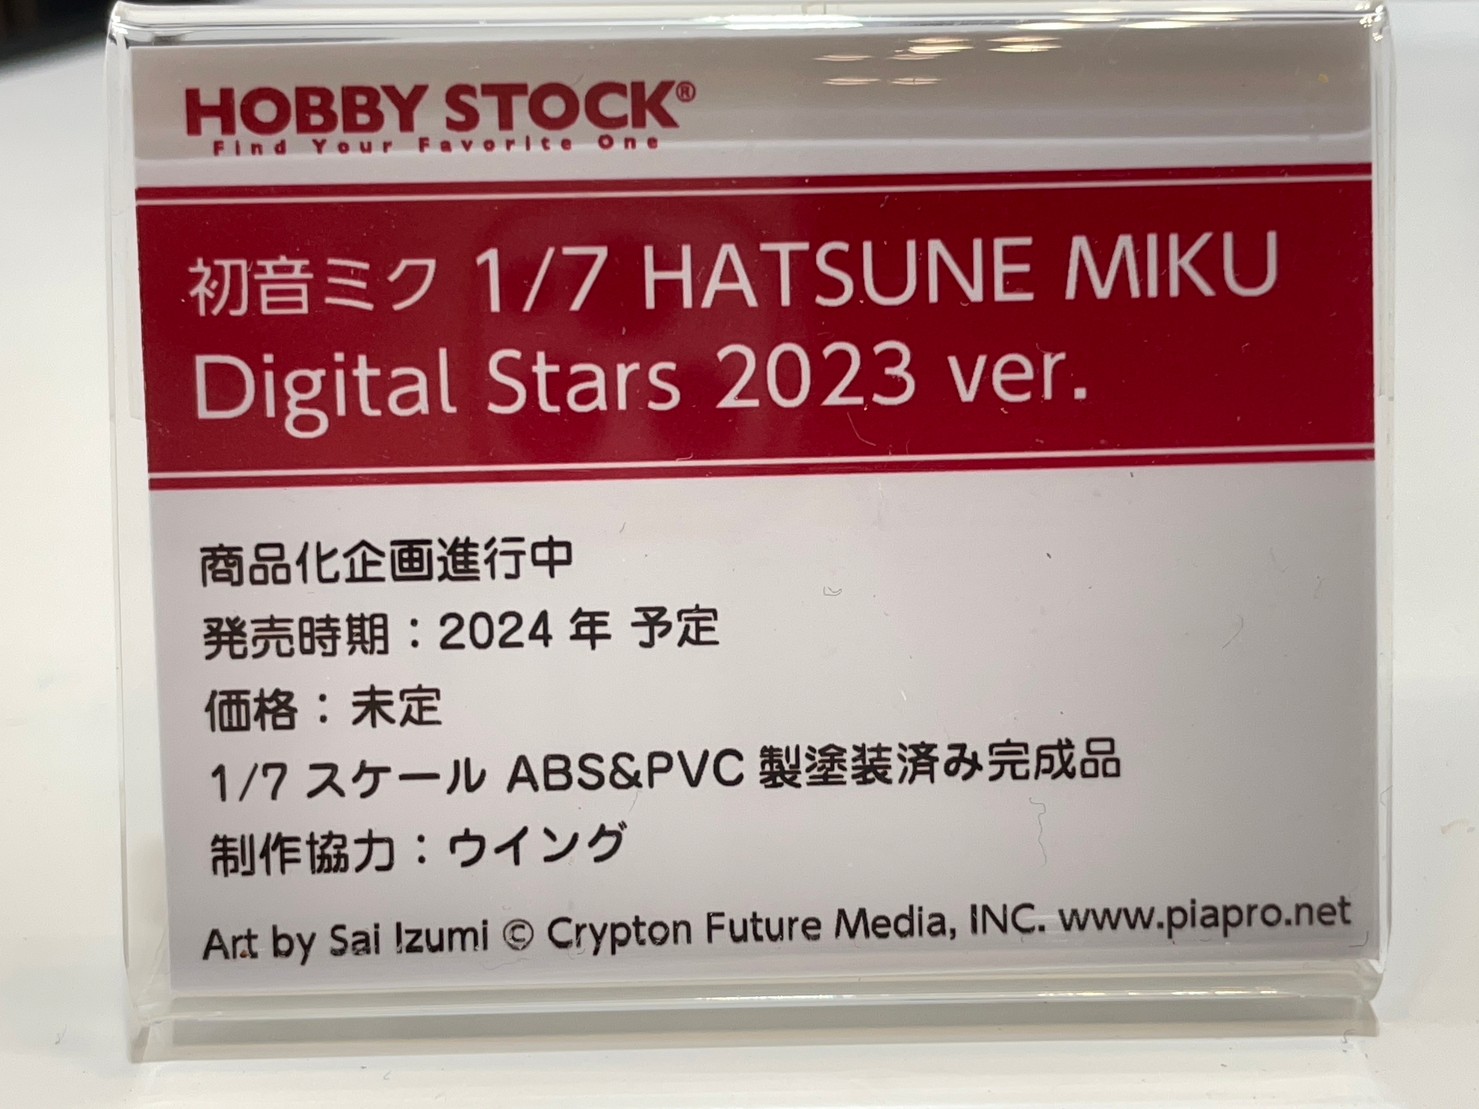 HOBBY STOCK®
Find Your Favorite One
初音ミク 1/7 HATSUNE MIKU
Digital Stars 2023 ver.
商品化企画進行中
発売時期：2024 年 予定
価格：未定
1/7 スケール ABS&PVC 製塗装済み完成品
制作協力：ウイング
Art by Sai Izumi © Crypton Future Media, INC. www.piapro.net